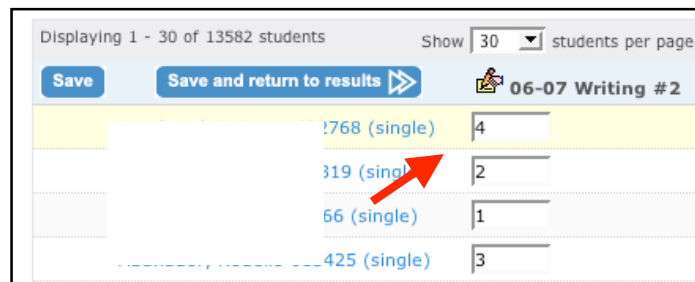 Displaying 1 - 30 of 13582 students Show 30 students per page
Save Save and return to results 06-07 Writing #2
2768 (single) 4
319 (singl 2
66 (single) 1
425 (single) 3